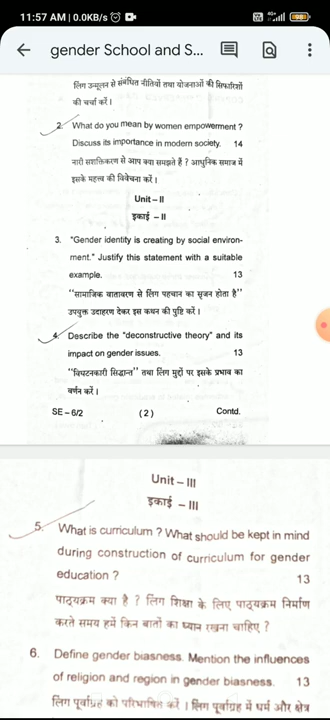 11:57 AM | 0.0KB/s
4G+
98
gender School and S...
लिंग उन्मूलन से संबंधित नीतियों तथा योजनाओं की सिफारिशों
की चर्चा करें।
2. What do you mean by women empowerment ?
Discuss its importance in modern society. 14
नारी सशक्तिकरण से आप क्या समझते हैं ? आधुनिक समाज में
इसके महत्व की विवेचना करें।
Unit – II
इकाई – II
3. "Gender identity is creating by social environ-
ment." Justify this statement with a suitable
example. 13
''सामाजिक वातावरण से लिंग पहचान का सृजन होता है''
उपयुक्त उदाहरण देकर इस कथन की पुष्टि करें।
4. Describe the "deconstructive theory" and its
impact on gender issues. 13
''विघटनकारी सिद्धान्त'' तथा लिंग मुद्दों पर इसके प्रभाव का
वर्णन करें।
SE – 6/2 (2) Contd.
Unit – III
इकाई – III
5. What is curriculum ? What should be kept in mind
during construction of curriculum for gender
education ? 13
पाठ्यक्रम क्या है ? लिंग शिक्षा के लिए पाठ्यक्रम निर्माण
करते समय हमें किन बातों का ध्यान रखना चाहिए ?
6. Define gender biasness. Mention the influences
of religion and region in gender biasness. 13
लिंग पूर्वाग्रह को परिभाषित करें। लिंग पूर्वाग्रह में धर्म और क्षेत्र